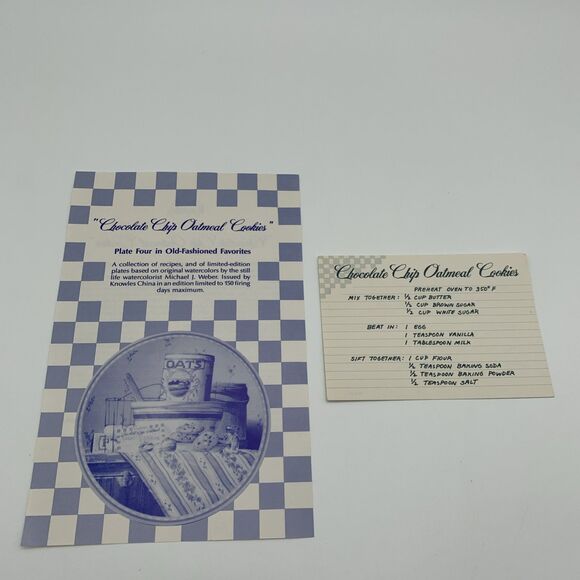 "Chocolate Chip Oatmeal Cookies"
Plate Four in Old-Fashioned Favorites
A collection of recipes, and of limited-edition
plates based on original watercolors by the still
life watercolorist Michael J. Weber. Issued by
Knowles China in an edition limited to 150 firing
days maximum.
OATS
Chocolate Chip Oatmeal Cookies
PREHEAT OVEN TO 350° F
MIX TOGETHER: ½ CUP BUTTER
½ CUP BROWN SUGAR
½ CUP WHITE SUGAR
BEAT IN: 1 EGG
1 TEASPOON VANILLA
1 TABLESPOON MILK
SIFT TOGETHER: 1 CUP FLOUR
½ TEASPOON BAKING SODA
½ TEASPOON BAKING POWDER
½ TEASPOON SALT